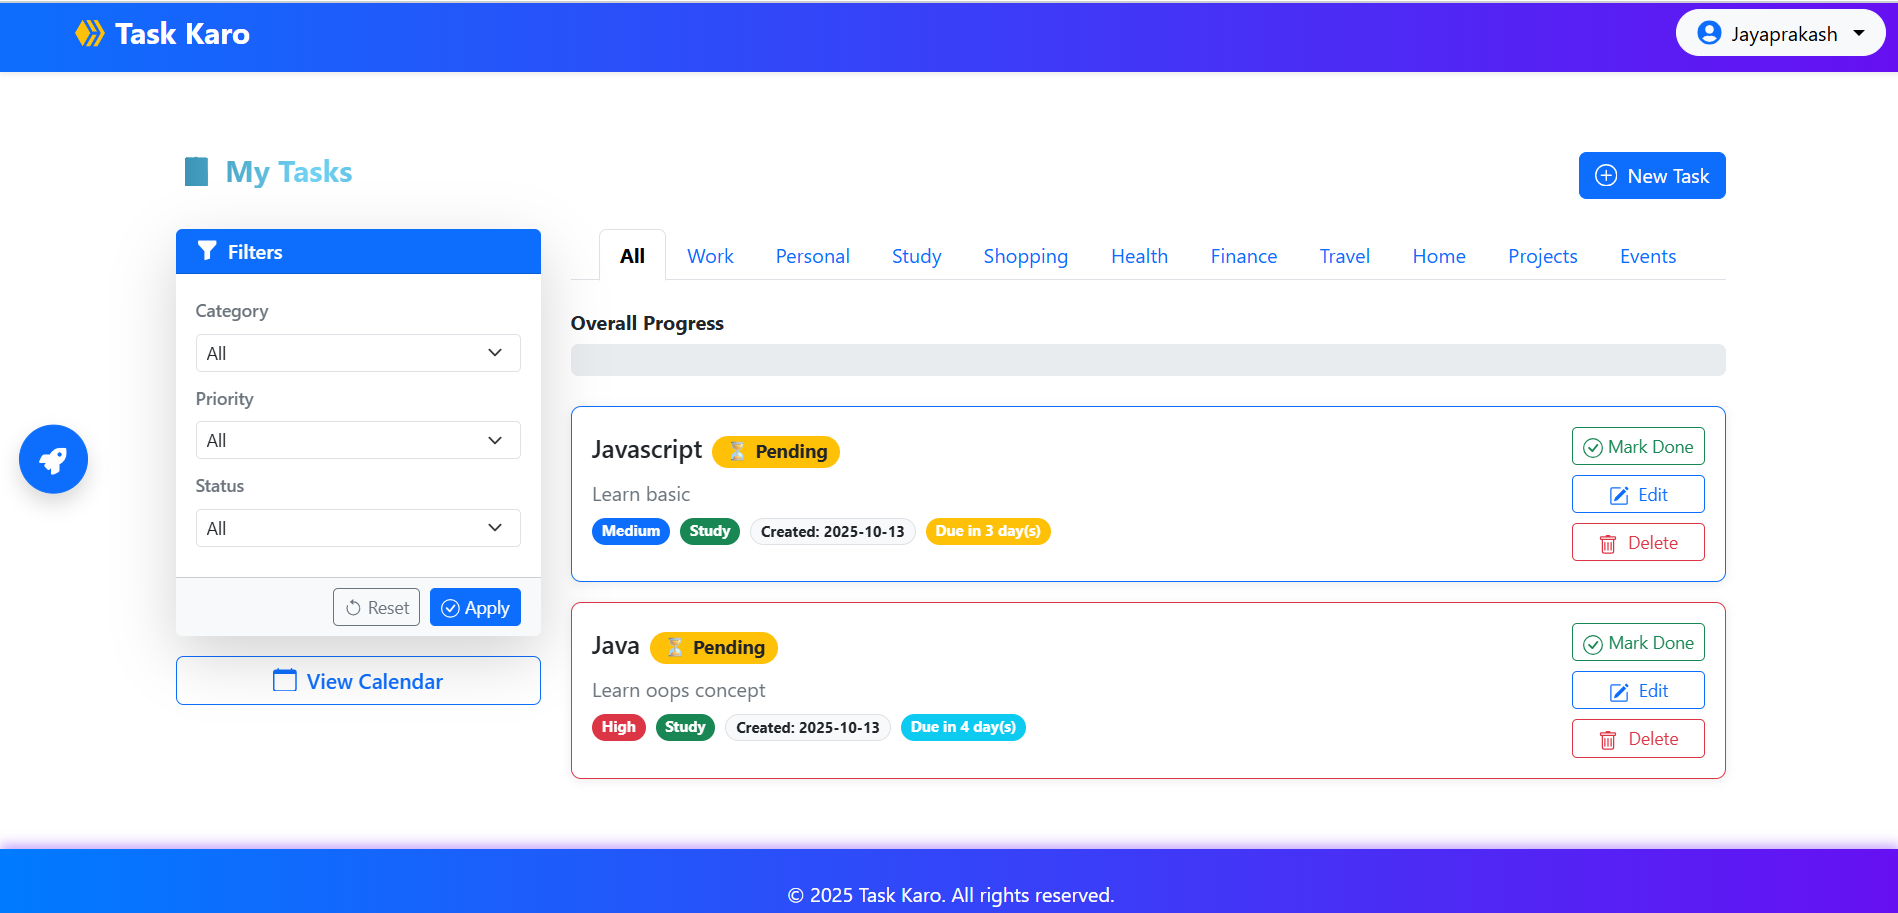 Task Karo
Jayaprakash
My Tasks
New Task
Filters
Category
All
Priority
All
Status
All
Reset
Apply
View Calendar
All
Work
Personal
Study
Shopping
Health
Finance
Travel
Home
Projects
Events
Overall Progress
Javascript
Pending
Learn basic
Medium
Study
Created: 2025-10-13
Due in 3 day(s)
Mark Done
Edit
Delete
Java
Pending
Learn oops concept
High
Study
Created: 2025-10-13
Due in 4 day(s)
Mark Done
Edit
Delete
© 2025 Task Karo. All rights reserved.